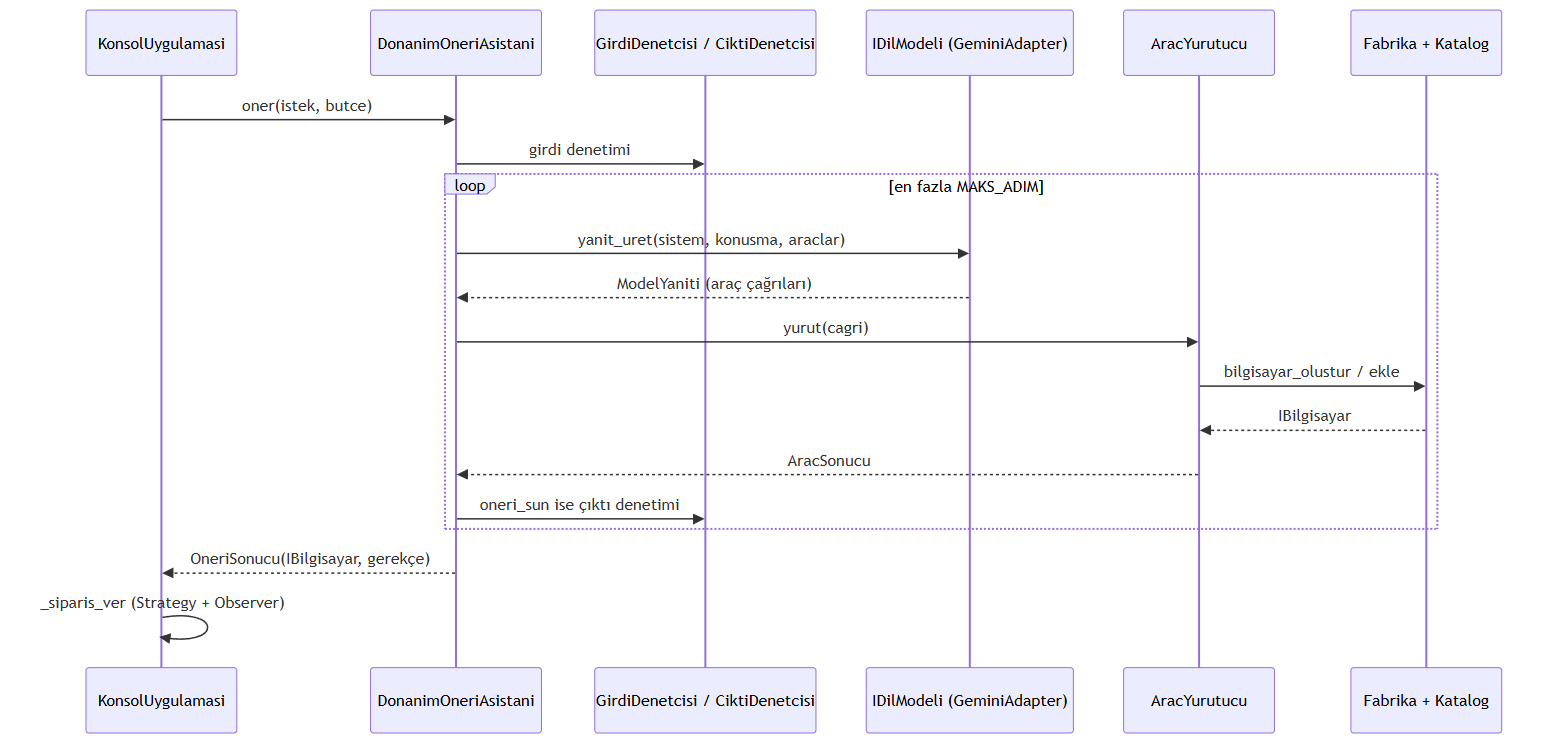 KonsolUygulamasi
DonanimOneriAsistani
GirdiDenetcisi / CiktiDenetcisi
IDilModeli (GeminiAdapter)
AracYurutucu
Fabrika + Katalog
oner(istek, butce)
girdi denetimi
loop
[en fazla MAKS_ADIM]
yanit_uret(sistem, konusma, araclar)
ModelYaniti (araç çağrıları)
yurut(cagri)
bilgisayar_olustur / ekle
IBilgisayar
AracSonucu
oneri_sun ise çıktı denetimi
OneriSonucu(IBilgisayar, gerekçe)
_siparis_ver (Strategy + Observer)
KonsolUygulamasi
DonanimOneriAsistani
GirdiDenetcisi / CiktiDenetcisi
IDilModeli (GeminiAdapter)
AracYurutucu
Fabrika + Katalog